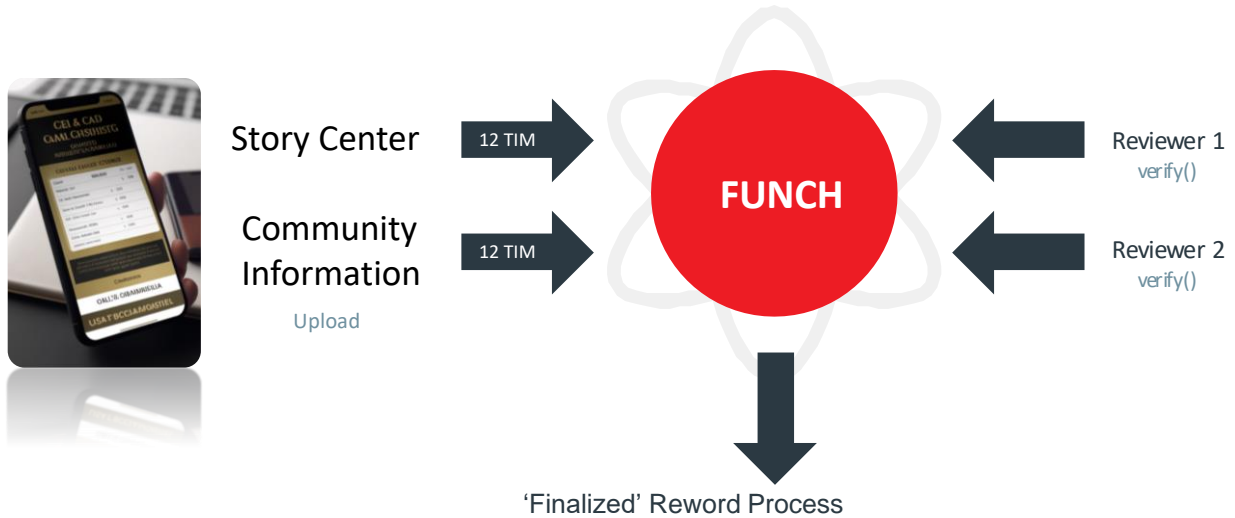 Story Center
12 TIM
Community
Information
12 TIM
Upload
FUNCH
Reviewer 1
verify()
Reviewer 2
verify()
‘Finalized’ Reword Process